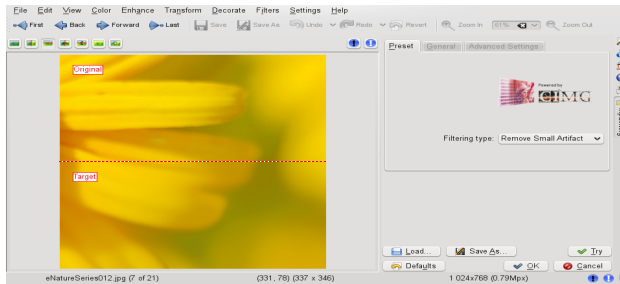 File Edit View Color Enhance Transform Decorate Filters Settings Help
First Back Forward Last Save Save As Undo Redo Revert Zoom In 61% Zoom Out
Original
Target
Preset General Advanced Settings
Powered by
CIMG
Filtering type: Remove Small Artifact
Load... Save As... Try
Defaults OK Cancel
eNatureSeries012.jpg (7 of 21) (331, 78) (337 x 346) 1 024x768 (0.79Mpx)